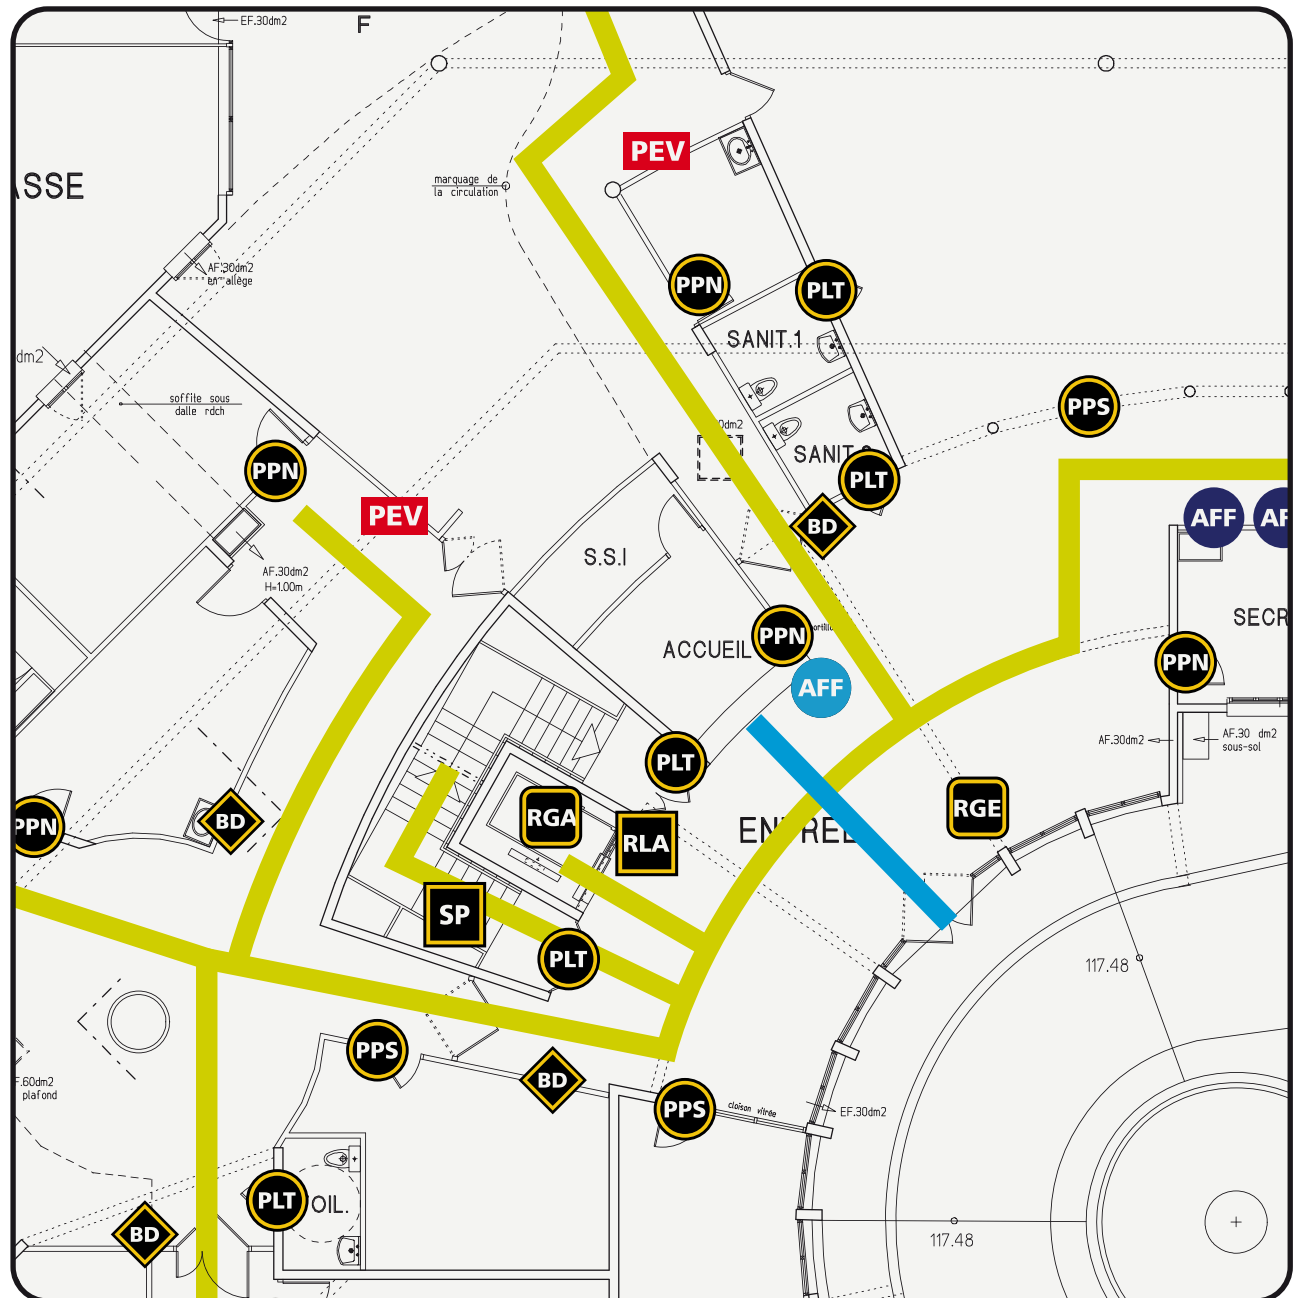 EF.30dm2
F
PEV
ASSE
marquage de
la circulation
AF.30dm2
en allège
PPN
PLT
SANIT.1
dm2
soffite sous
dalle rdch
PPS
0dm2
SANIT.
PLT
PPN
BD
PEV
AFF
AF
S.S.I
AF.30dm2
H=1.00m
SECR
PPN
ACCUEIL
PPN
AFF
AF.30dm2
AF.30 dm2
sous-sol
PLT
RGE
RGA
RLA
ENTREE
PPN
BD
SP
PLT
117.48
PPS
BD
F.60dm2
plafond
PPS
cloison vitrée
EF.30dm2
PLT
OIL.
BD
117.48